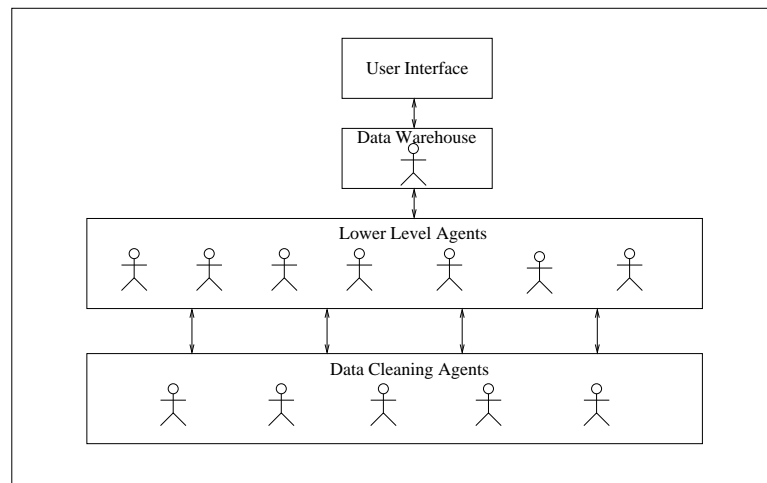 User Interface
Data Warehouse
Lower Level Agents
Data Cleaning Agents